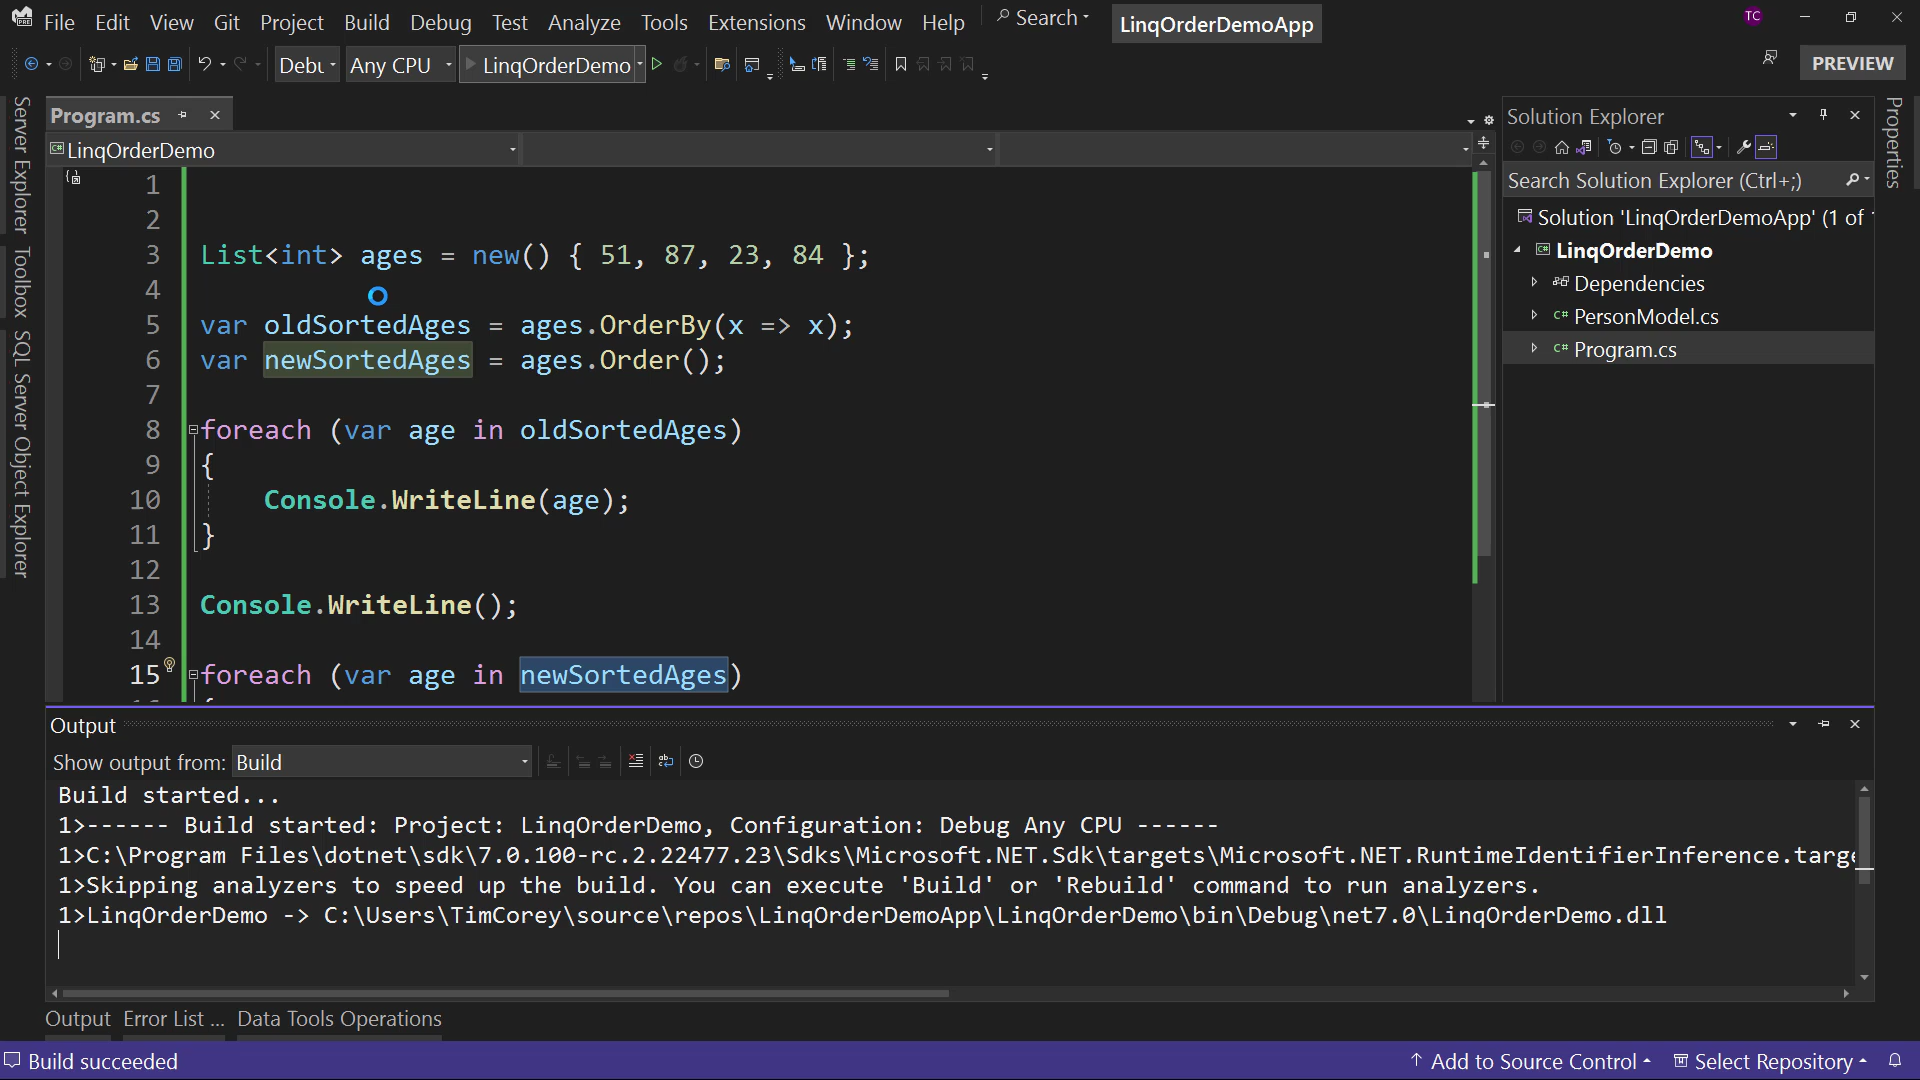 File Edit View Git Project Build Debug Test Analyze Tools Extensions Window Help Search LinqOrderDemoApp TC
Debu Any CPU LinqOrderDemo PREVIEW
Server Explorer
Toolbox
SQL Server Object Explorer
Program.cs
LinqOrderDemo
1
2
3 List<int> ages = new() { 51, 87, 23, 84 };
4
5 var oldSortedAges = ages.OrderBy(x => x);
6 var newSortedAges = ages.Order();
7
8 foreach (var age in oldSortedAges)
9 {
10 Console.WriteLine(age);
11 }
12
13 Console.WriteLine();
14
15 foreach (var age in newSortedAges)
Solution Explorer
Search Solution Explorer (Ctrl+;)
Solution 'LinqOrderDemoApp' (1 of
LinqOrderDemo
Dependencies
C# PersonModel.cs
C# Program.cs
Properties
Output
Show output from: Build
Build started...
1>------ Build started: Project: LinqOrderDemo, Configuration: Debug Any CPU ------
1>C:\Program Files\dotnet\sdk\7.0.100-rc.2.22477.23\Sdks\Microsoft.NET.Sdk\targets\Microsoft.NET.RuntimeIdentifierInference.targe
1>Skipping analyzers to speed up the build. You can execute 'Build' or 'Rebuild' command to run analyzers.
1>LinqOrderDemo -> C:\Users\TimCorey\source\repos\LinqOrderDemoApp\LinqOrderDemo\bin\Debug\net7.0\LinqOrderDemo.dll
Output Error List ... Data Tools Operations
Build succeeded Add to Source Control Select Repository